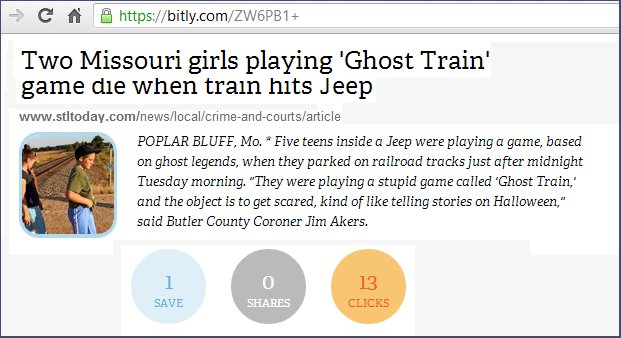 https://bitly.com/ZW6PB1+
Two Missouri girls playing 'Ghost Train'
game die when train hits Jeep
www.stltoday.com/news/local/crime-and-courts/article
POPLAR BLUFF, Mo. * Five teens inside a Jeep were playing a game, based
on ghost legends, when they parked on railroad tracks just after midnight
Tuesday morning. "They were playing a stupid game called 'Ghost Train,'
and the object is to get scared, kind of like telling stories on Halloween,"
said Butler County Coroner Jim Akers.
1 0 13
SAVE SHARES CLICKS